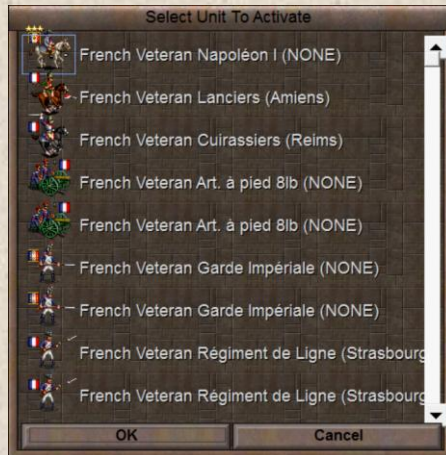 Select Unit To Activate
French Veteran Napoléon I (NONE)
French Veteran Lanciers (Amiens)
French Veteran Cuirassiers (Reims)
French Veteran Art. à pied 8lb (NONE)
French Veteran Art. à pied 8lb (NONE)
French Veteran Garde Impériale (NONE)
French Veteran Garde Impériale (NONE)
French Veteran Régiment de Ligne (Strasbourg
French Veteran Régiment de Ligne (Strasbourg
OK
Cancel